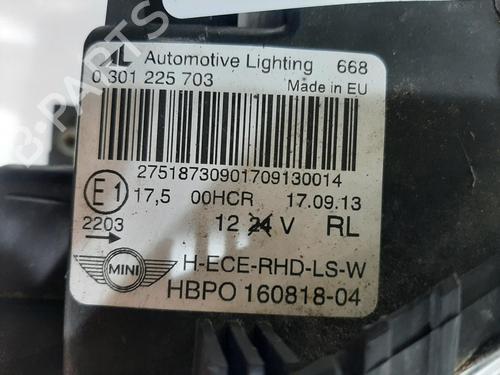 AL Automotive Lighting 668
0 301 225 703 Made in EU
27518730901709130014
E1 17,5 00HCR 17.09.13
2203 12 24 V RL
MINI H-ECE-RHD-LS-W
HBPO 160818-04
B-PARTS